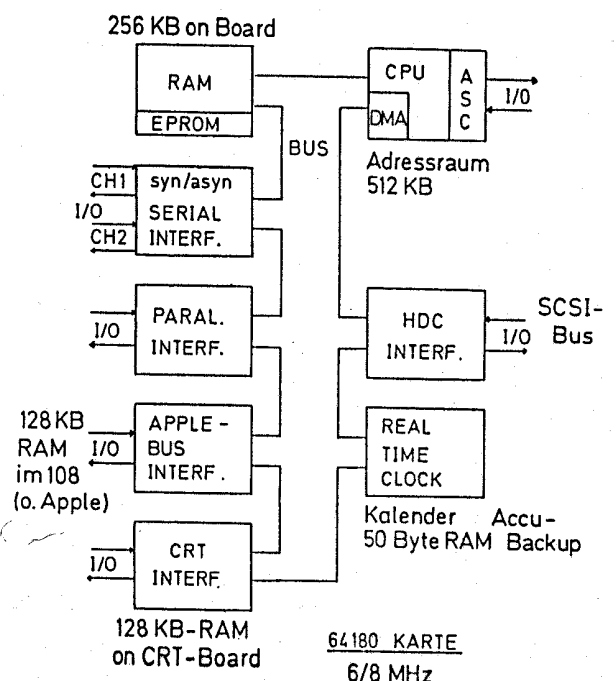 256 KB on Board
RAM
EPROM
CPU
DMA
A
S
C
I/O
Adressraum
512 KB
BUS
CH1
I/O
CH2
syn/asyn
SERIAL
INTERF.
I/O
PARAL.
INTERF.
HDC
INTERF.
SCSI-
I/O
Bus
128 KB
RAM
im 108
(o. Apple)
I/O
APPLE-
BUS
INTERF.
REAL
TIME
CLOCK
Kalender Accu-
50 Byte RAM Backup
I/O
CRT
INTERF.
128 KB-RAM
on CRT-Board
64180 KARTE
6/8 MHz